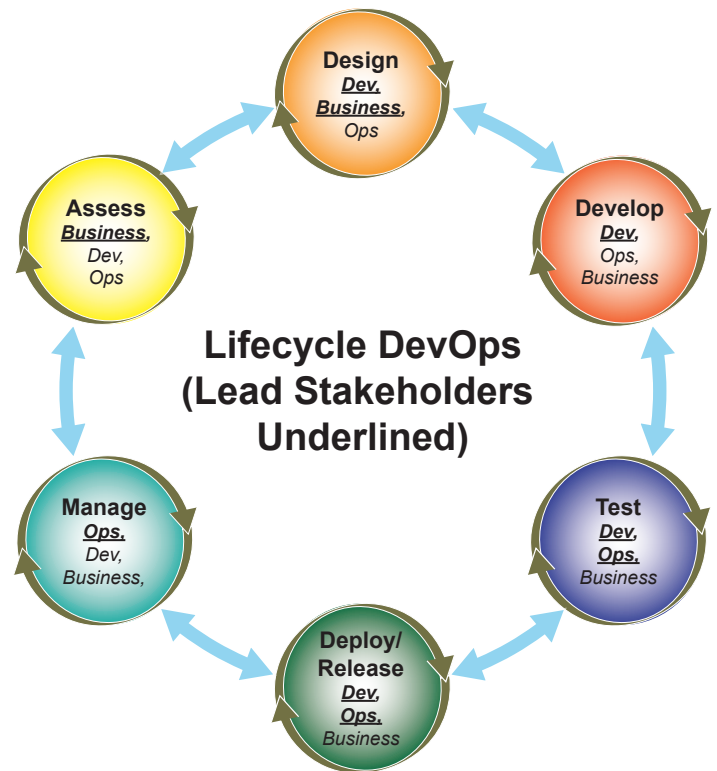 Design
Dev,
Business,
Ops
Assess
Business,
Dev,
Ops
Develop
Dev,
Ops,
Business
Lifecycle DevOps
(Lead Stakeholders
Underlined)
Manage
Ops,
Dev,
Business,
Test
Dev,
Ops,
Business
Deploy/
Release
Dev,
Ops,
Business